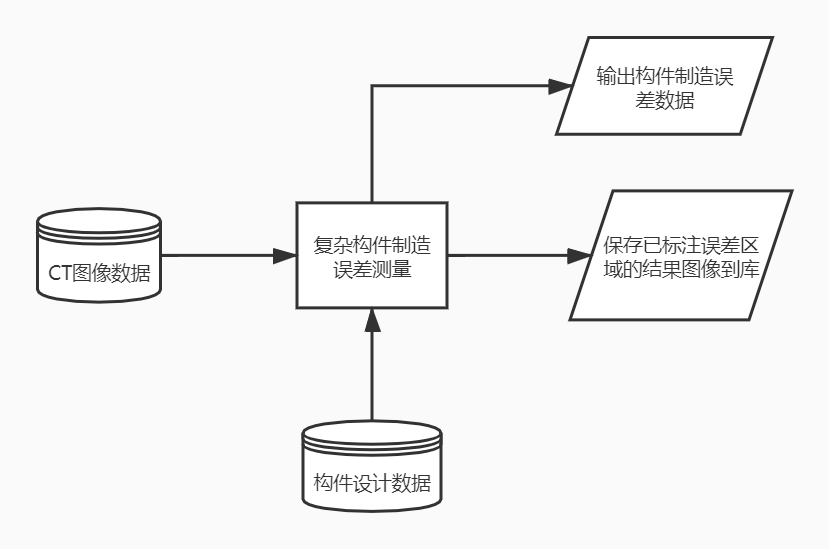 输出构件制造误
差数据
CT图像数据
复杂构件制造
误差测量
保存已标注误差区
域的结果图像到库
构件设计数据